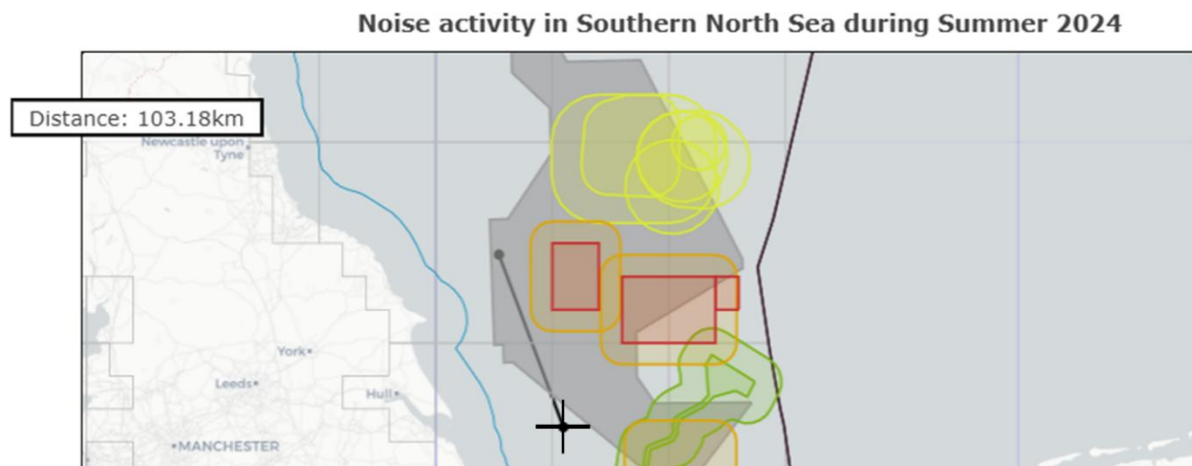 Noise activity in Southern North Sea during Summer 2024
Distance: 103.18km
Newcastle upon
Tyne
York
Leeds
Hull
MANCHESTER